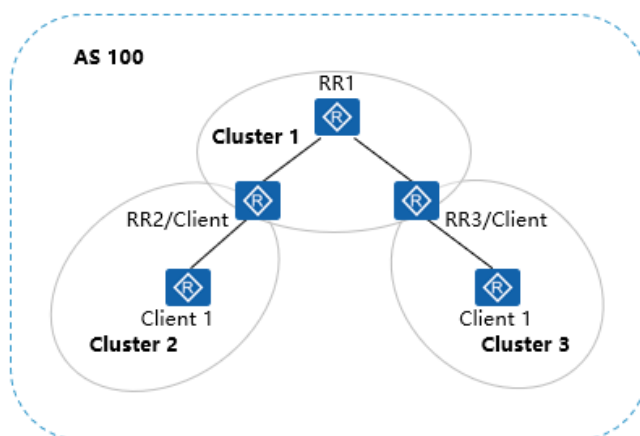 AS 100
RR1
R
Cluster 1
R
R
RR2/Client
RR3/Client
R
R
Client 1
Client 1
Cluster 2
Cluster 3